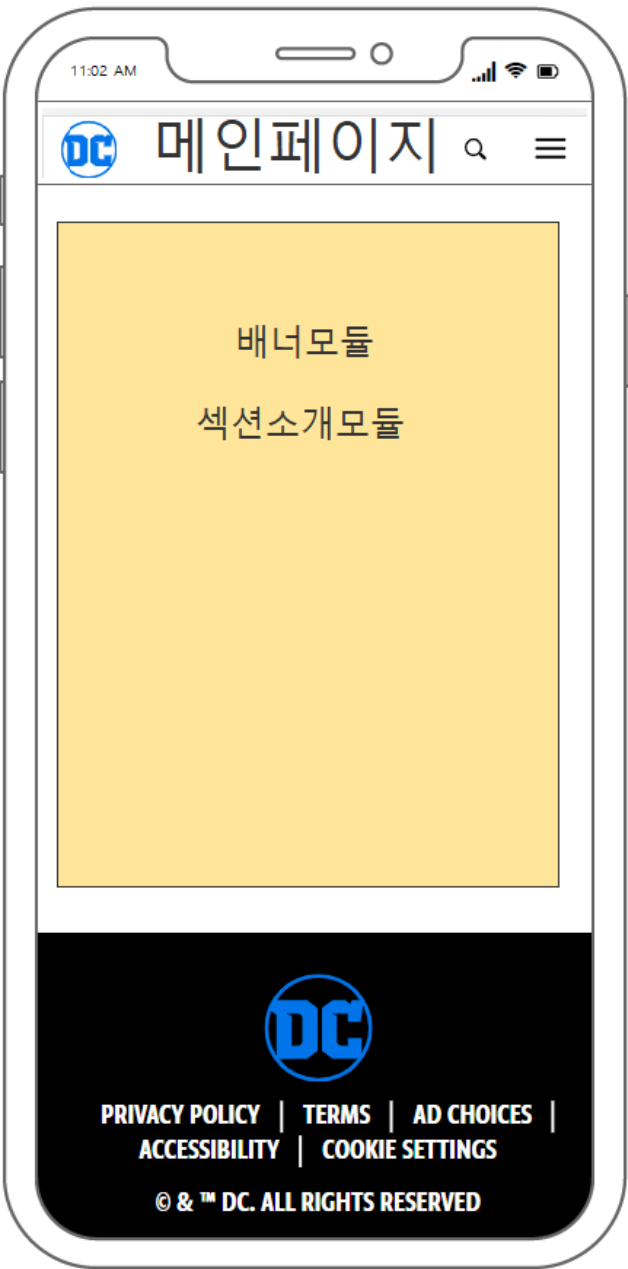 11:02 AM
DC 메인페이지
배너모듈
섹션소개모듈
DC
PRIVACY POLICY | TERMS | AD CHOICES |
ACCESSIBILITY | COOKIE SETTINGS
© & ™ DC. ALL RIGHTS RESERVED